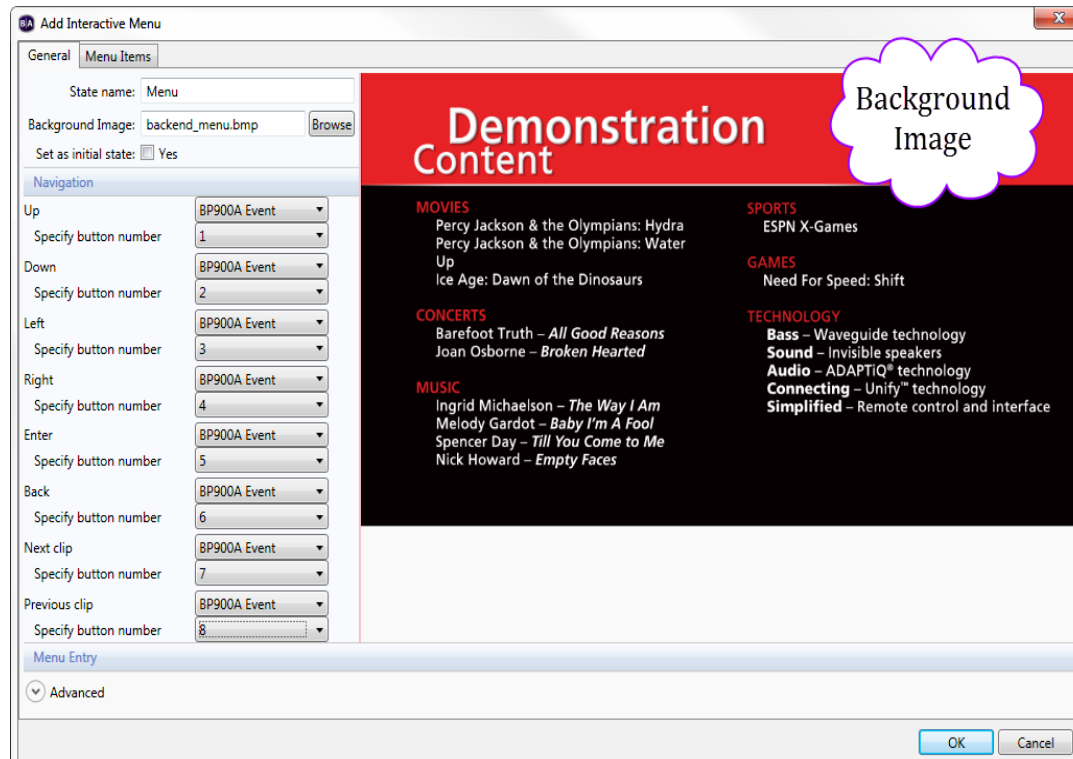 BA Add Interactive Menu
x
General Menu Items
State name: Menu
Background Image: backend_menu.bmp Browse
Set as initial state: Yes
Navigation
Up BP900A Event
Specify button number 1
Down BP900A Event
Specify button number 2
Left BP900A Event
Specify button number 3
Right BP900A Event
Specify button number 4
Enter BP900A Event
Specify button number 5
Back BP900A Event
Specify button number 6
Next clip BP900A Event
Specify button number 7
Previous clip BP900A Event
Specify button number 8
Demonstration
Content
Background
Image
MOVIES
Percy Jackson & the Olympians: Hydra
Percy Jackson & the Olympians: Water
Up
Ice Age: Dawn of the Dinosaurs
CONCERTS
Barefoot Truth – All Good Reasons
Joan Osborne – Broken Hearted
MUSIC
Ingrid Michaelson – The Way I Am
Melody Gardot – Baby I'm A Fool
Spencer Day – Till You Come to Me
Nick Howard – Empty Faces
SPORTS
ESPN X-Games
GAMES
Need For Speed: Shift
TECHNOLOGY
Bass – Waveguide technology
Sound – Invisible speakers
Audio – ADAPTiQ® technology
Connecting – Unify™ technology
Simplified – Remote control and interface
Menu Entry
Advanced
OK Cancel